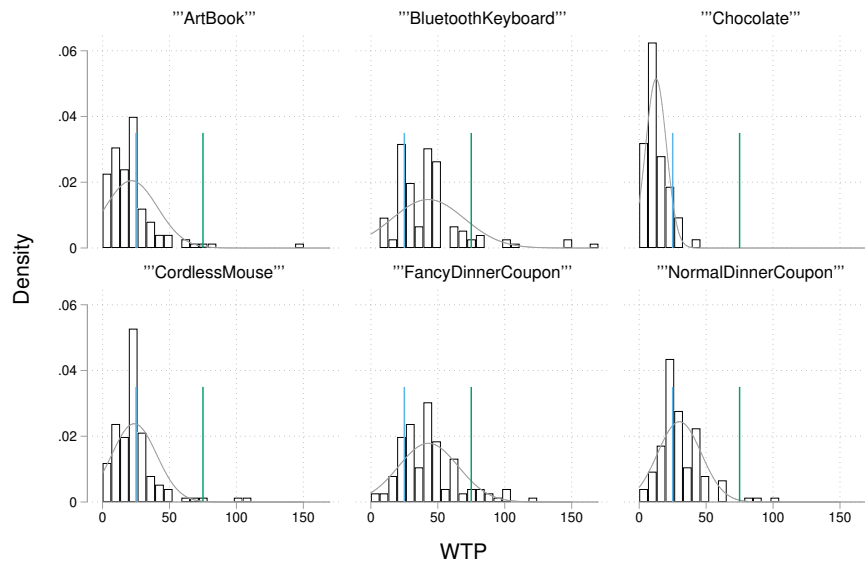 '''ArtBook''' '''BluetoothKeyboard''' '''Chocolate'''
.06
.04
.02
0
Density
'''CordlessMouse''' '''FancyDinnerCoupon''' '''NormalDinnerCoupon'''
.06
.04
.02
0
0 50 100 150 0 50 100 150 0 50 100 150
WTP